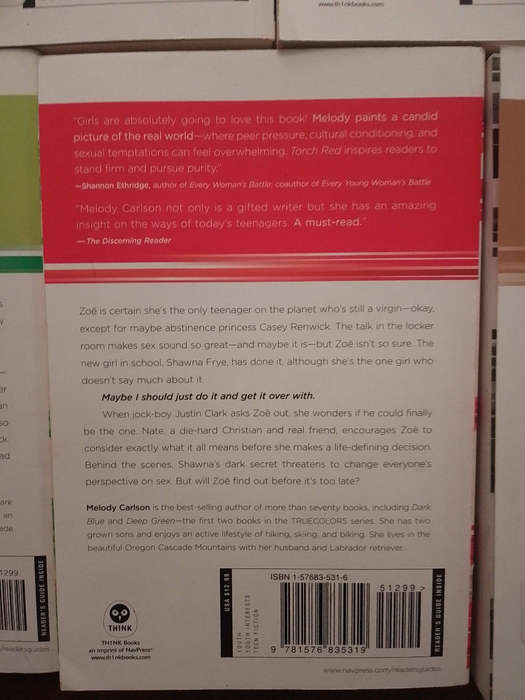 www.th1nkbooks.com
"Girls are absolutely going to love this book! Melody paints a candid
picture of the real world—where peer pressure, cultural conditioning, and
sexual temptations can feel overwhelming. Torch Red inspires readers to
stand firm and pursue purity."
—Shannon Ethridge, author of Every Woman's Battle; coauthor of Every Young Woman's Battle
"Melody Carlson not only is a gifted writer but she has an amazing
insight on the ways of today's teenagers. A must-read."
—The Discerning Reader
Zoë is certain she's the only teenager on the planet who's still a virgin—okay,
except for maybe abstinence princess Casey Renwick. The talk in the locker
room makes sex sound so great—and maybe it is—but Zoë isn't so sure. The
new girl in school, Shawna Frye, has done it, although she's the one girl who
doesn't say much about it.
Maybe I should just do it and get it over with.
When jock-boy Justin Clark asks Zoë out, she wonders if he could finally
be the one. Nate, a die-hard Christian and real friend, encourages Zoë to
consider exactly what it all means before she makes a life-defining decision.
Behind the scenes, Shawna's dark secret threatens to change everyone's
perspective on sex. But will Zoë find out before it's too late?
Melody Carlson is the best-selling author of more than seventy books, including Dark
Blue and Deep Green—the first two books in the TRUECOLORS series. She has two
grown sons and enjoys an active lifestyle of hiking, skiing, and biking. She lives in the
beautiful Oregon Cascade Mountains with her husband and Labrador retriever.
TH1NK
TH1NK Books
an imprint of NavPress®
www.th1nkbooks.com
USA $12.99
YOUTH
YOUTH INTERESTS
TEEN FICTION
ISBN 1-57683-531-6
51299>
9 781576 835319
READER'S GUIDE INSIDE
www.navpress.com/readersguides
1299
READER'S GUIDE INSIDE
/readersguides